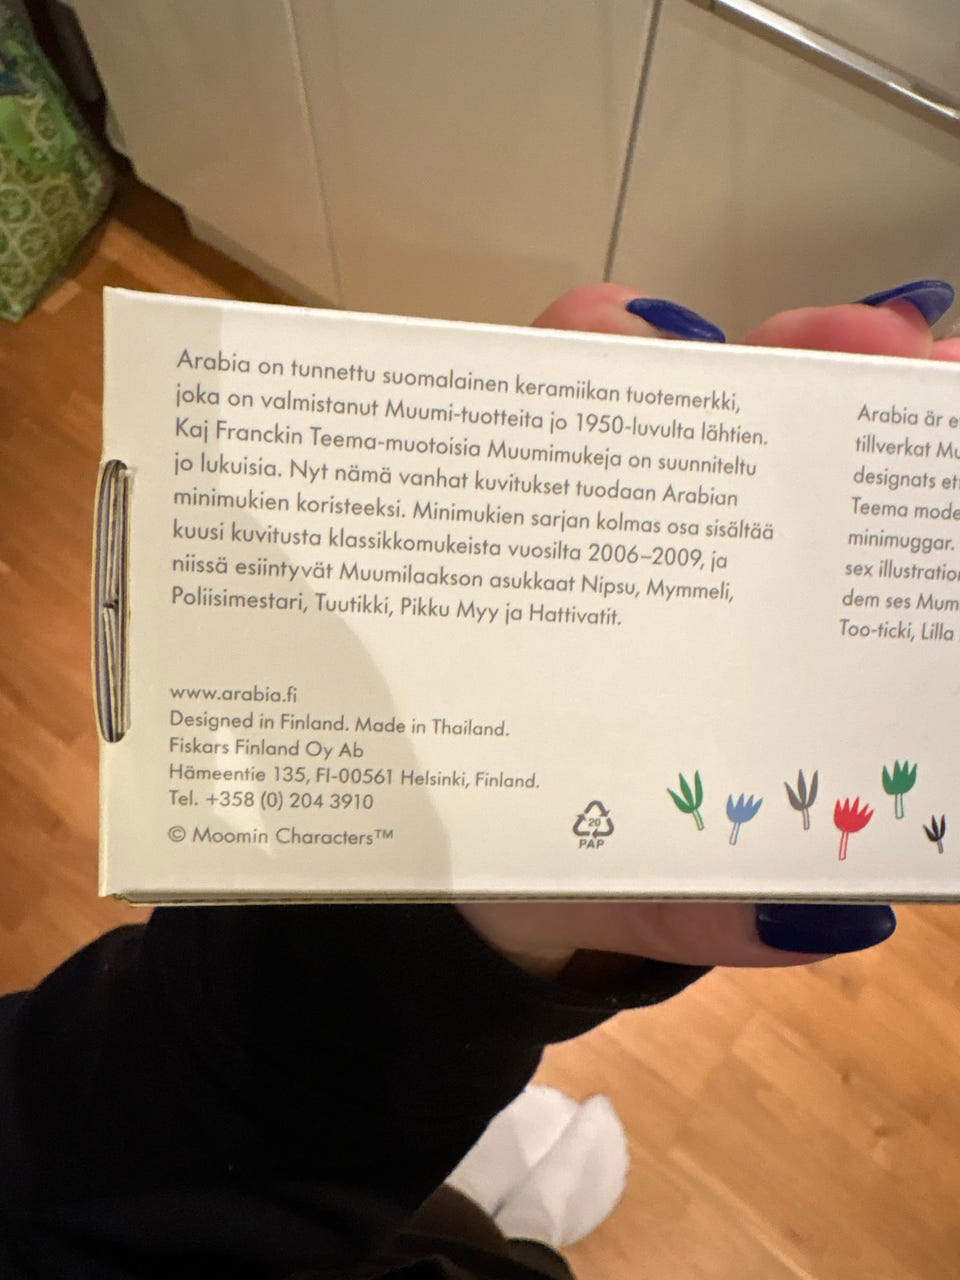 Arabia on tunnettu suomalainen keramiikan tuotemerkki,
joka on valmistanut Muumi-tuotteita jo 1950-luvulta lähtien.
Kaj Franckin Teema-muotoisia Muumimukeja on suunniteltu
jo lukuisia. Nyt nämä vanhat kuvitukset tuodaan Arabian
minimukien koristeeksi. Minimukien sarjan kolmas osa sisältää
kuusi kuvitusta klassikkomukeista vuosilta 2006–2009, ja
niissä esiintyvät Muumilaakson asukkaat Nipsu, Mymmeli,
Poliisimestari, Tuutikki, Pikku Myy ja Hattivatit.
www.arabia.fi
Designed in Finland. Made in Thailand.
Fiskars Finland Oy Ab
Hämeentie 135, FI-00561 Helsinki, Finland.
Tel. +358 (0) 204 3910
© Moomin Characters™
20
PAP
Arabia är
tillverkat
designats
Teema
minimuggar.
sex
dem ses
Too-ticki, Lilla